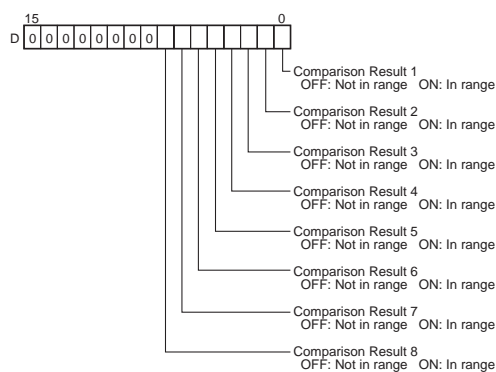 15 0
D 0 0 0 0 0 0 0 0
Comparison Result 1
OFF: Not in range ON: In range
Comparison Result 2
OFF: Not in range ON: In range
Comparison Result 3
OFF: Not in range ON: In range
Comparison Result 4
OFF: Not in range ON: In range
Comparison Result 5
OFF: Not in range ON: In range
Comparison Result 6
OFF: Not in range ON: In range
Comparison Result 7
OFF: Not in range ON: In range
Comparison Result 8
OFF: Not in range ON: In range